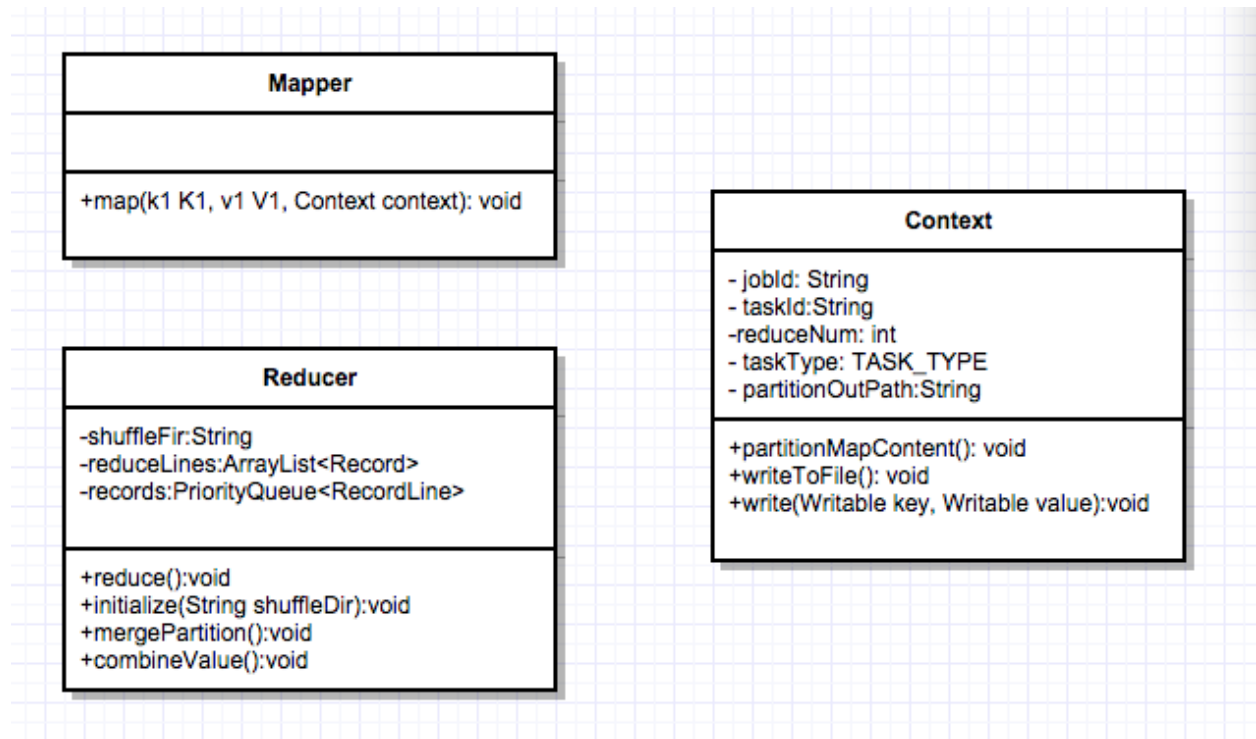 Mapper
+map(k1 K1, v1 V1, Context context): void
Reducer
-shuffleFir:String
-reduceLines:ArrayList<Record>
-records:PriorityQueue<RecordLine>
+reduce():void
+initialize(String shuffleDir):void
+mergePartition():void
+combineValue():void
Context
- jobId: String
- taskId:String
-reduceNum: int
- taskType: TASK_TYPE
- partitionOutPath:String
+partitionMapContent(): void
+writeToFile(): void
+write(Writable key, Writable value):void